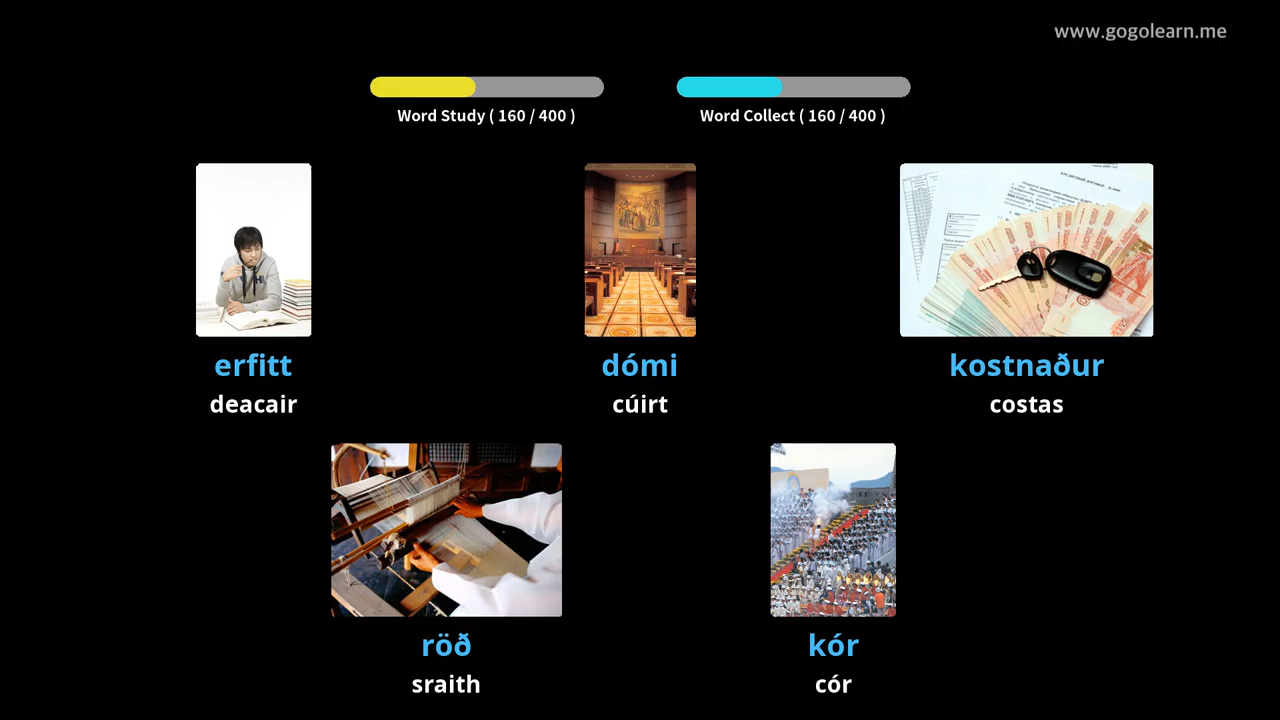 www.gogolearn.me
Word Study ( 160 / 400 )
Word Collect ( 160 / 400 )
erfitt
deacair
dómi
cúirt
kostnaður
costas
röð
sraith
kór
cór